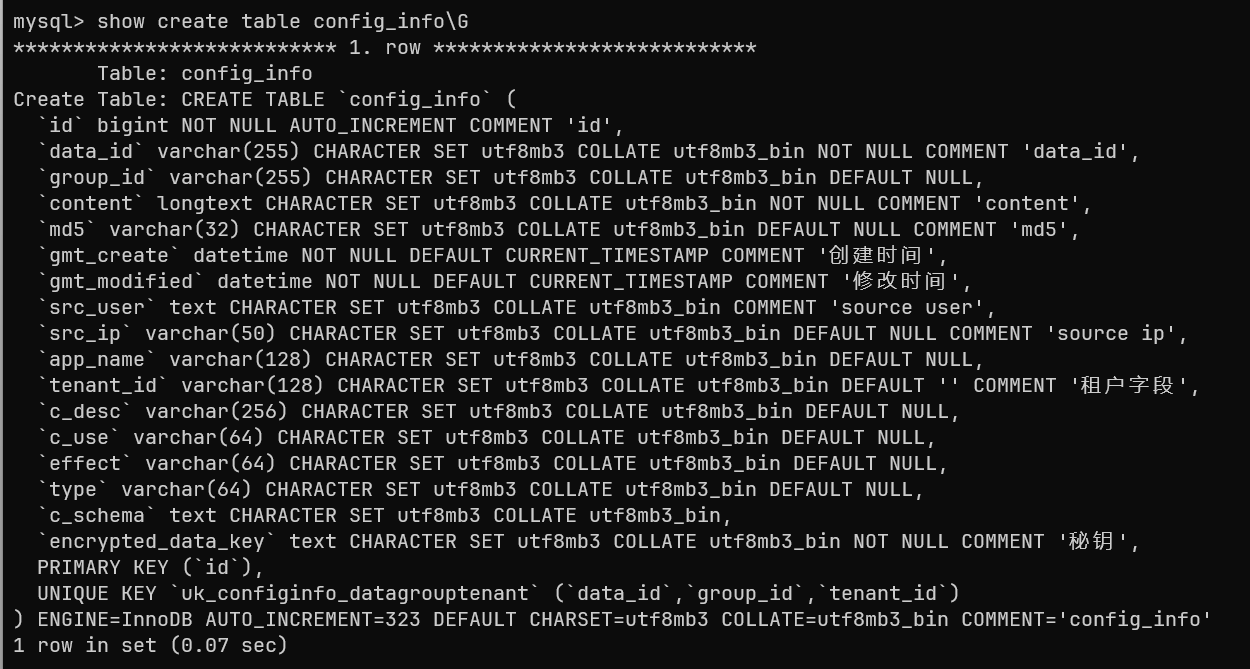 mysql> show create table config_info\G
*************************** 1. row ***************************
       Table: config_info
Create Table: CREATE TABLE `config_info` (
  `id` bigint NOT NULL AUTO_INCREMENT COMMENT 'id',
  `data_id` varchar(255) CHARACTER SET utf8mb3 COLLATE utf8mb3_bin NOT NULL COMMENT 'data_id',
  `group_id` varchar(255) CHARACTER SET utf8mb3 COLLATE utf8mb3_bin DEFAULT NULL,
  `content` longtext CHARACTER SET utf8mb3 COLLATE utf8mb3_bin NOT NULL COMMENT 'content',
  `md5` varchar(32) CHARACTER SET utf8mb3 COLLATE utf8mb3_bin DEFAULT NULL COMMENT 'md5',
  `gmt_create` datetime NOT NULL DEFAULT CURRENT_TIMESTAMP COMMENT '创建时间',
  `gmt_modified` datetime NOT NULL DEFAULT CURRENT_TIMESTAMP COMMENT '修改时间',
  `src_user` text CHARACTER SET utf8mb3 COLLATE utf8mb3_bin COMMENT 'source user',
  `src_ip` varchar(50) CHARACTER SET utf8mb3 COLLATE utf8mb3_bin DEFAULT NULL COMMENT 'source ip',
  `app_name` varchar(128) CHARACTER SET utf8mb3 COLLATE utf8mb3_bin DEFAULT NULL,
  `tenant_id` varchar(128) CHARACTER SET utf8mb3 COLLATE utf8mb3_bin DEFAULT '' COMMENT '租户字段',
  `c_desc` varchar(256) CHARACTER SET utf8mb3 COLLATE utf8mb3_bin DEFAULT NULL,
  `c_use` varchar(64) CHARACTER SET utf8mb3 COLLATE utf8mb3_bin DEFAULT NULL,
  `effect` varchar(64) CHARACTER SET utf8mb3 COLLATE utf8mb3_bin DEFAULT NULL,
  `type` varchar(64) CHARACTER SET utf8mb3 COLLATE utf8mb3_bin DEFAULT NULL,
  `c_schema` text CHARACTER SET utf8mb3 COLLATE utf8mb3_bin,
  `encrypted_data_key` text CHARACTER SET utf8mb3 COLLATE utf8mb3_bin NOT NULL COMMENT '秘钥',
  PRIMARY KEY (`id`),
  UNIQUE KEY `uk_configinfo_datagrouptenant` (`data_id`,`group_id`,`tenant_id`)
) ENGINE=InnoDB AUTO_INCREMENT=323 DEFAULT CHARSET=utf8mb3 COLLATE=utf8mb3_bin COMMENT='config_info'
1 row in set (0.07 sec)